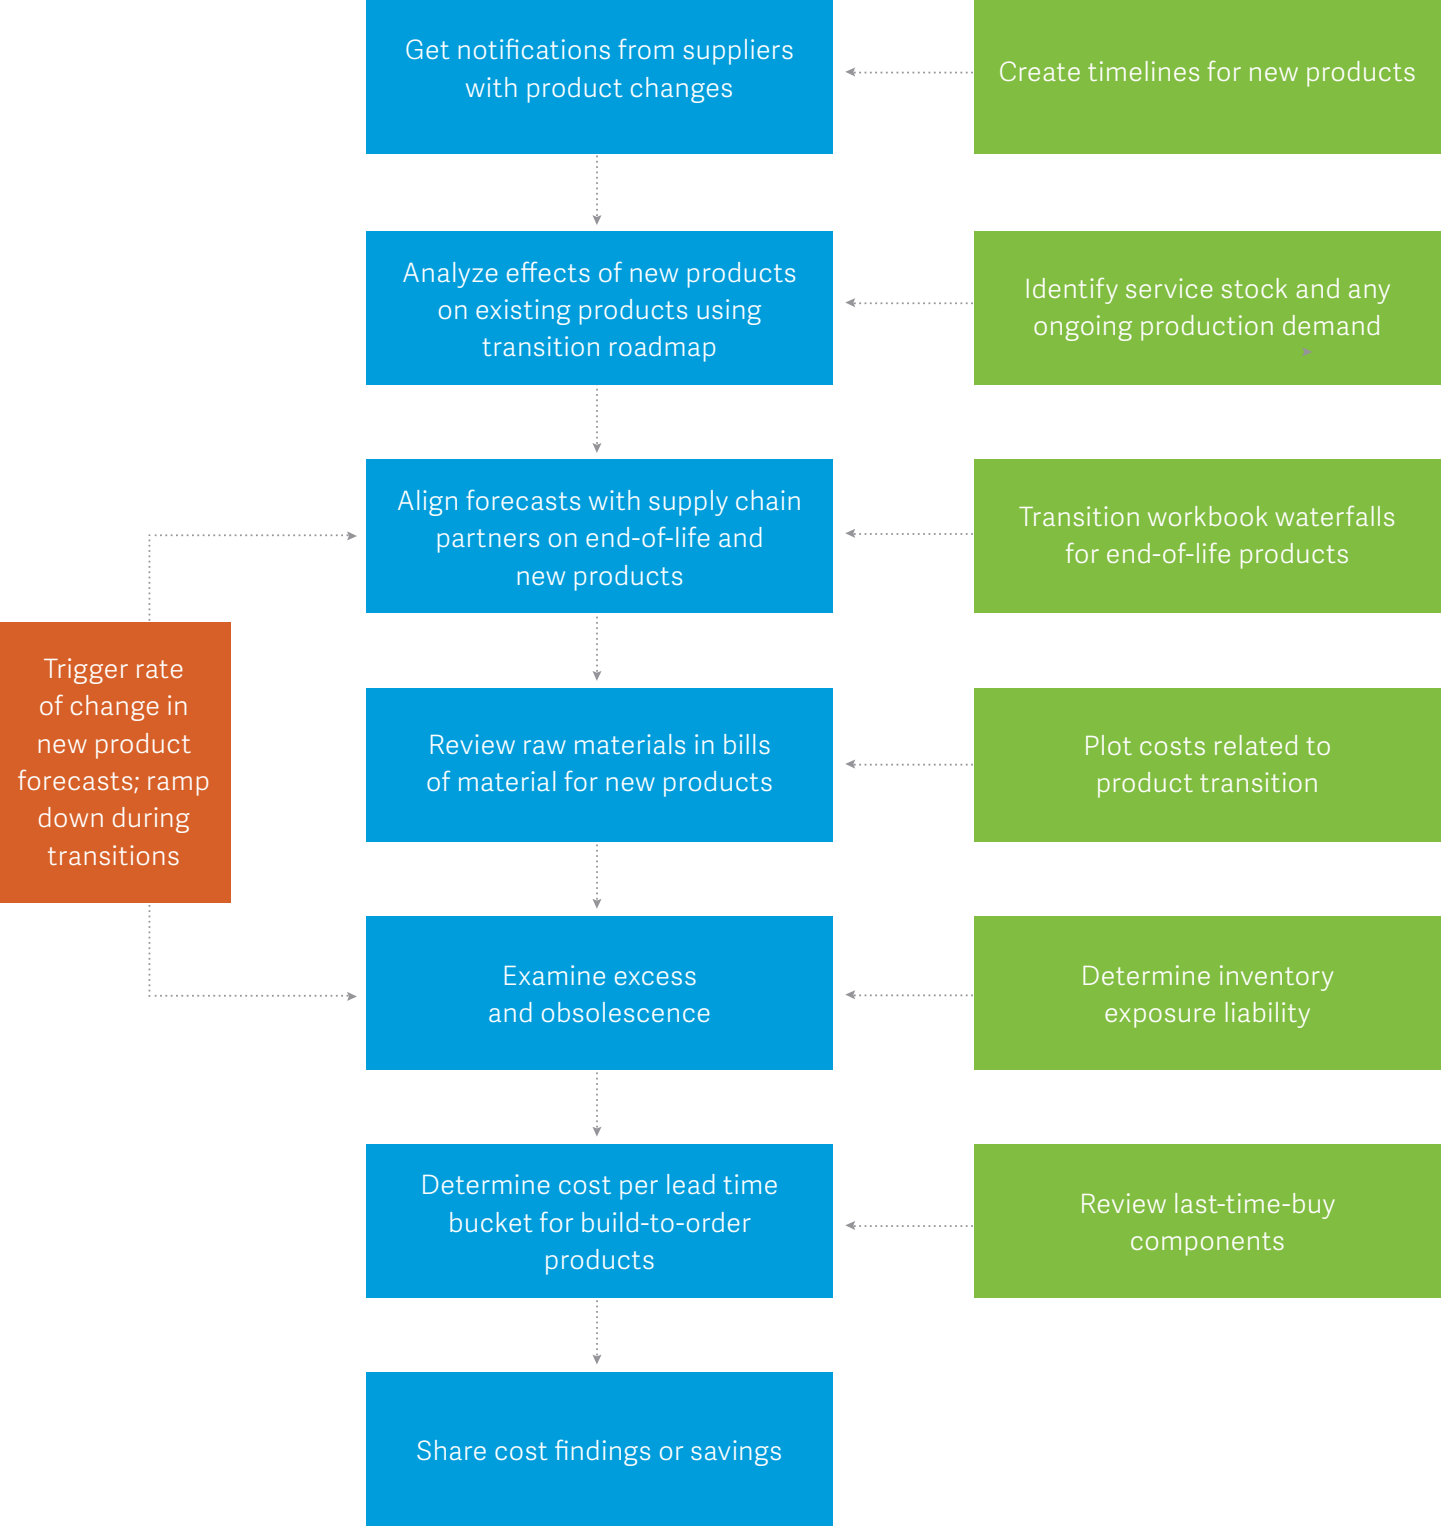 Get notifications from suppliers
with product changes
Create timelines for new products
Analyze effects of new products
on existing products using
transition roadmap
Identify service stock and any
ongoing production demand
Align forecasts with supply chain
partners on end-of-life and
new products
Transition workbook waterfalls
for end-of-life products
Trigger rate
of change in
new product
forecasts; ramp
down during
transitions
Review raw materials in bills
of material for new products
Plot costs related to
product transition
Examine excess
and obsolescence
Determine inventory
exposure liability
Determine cost per lead time
bucket for build-to-order
products
Review last-time-buy
components
Share cost findings or savings